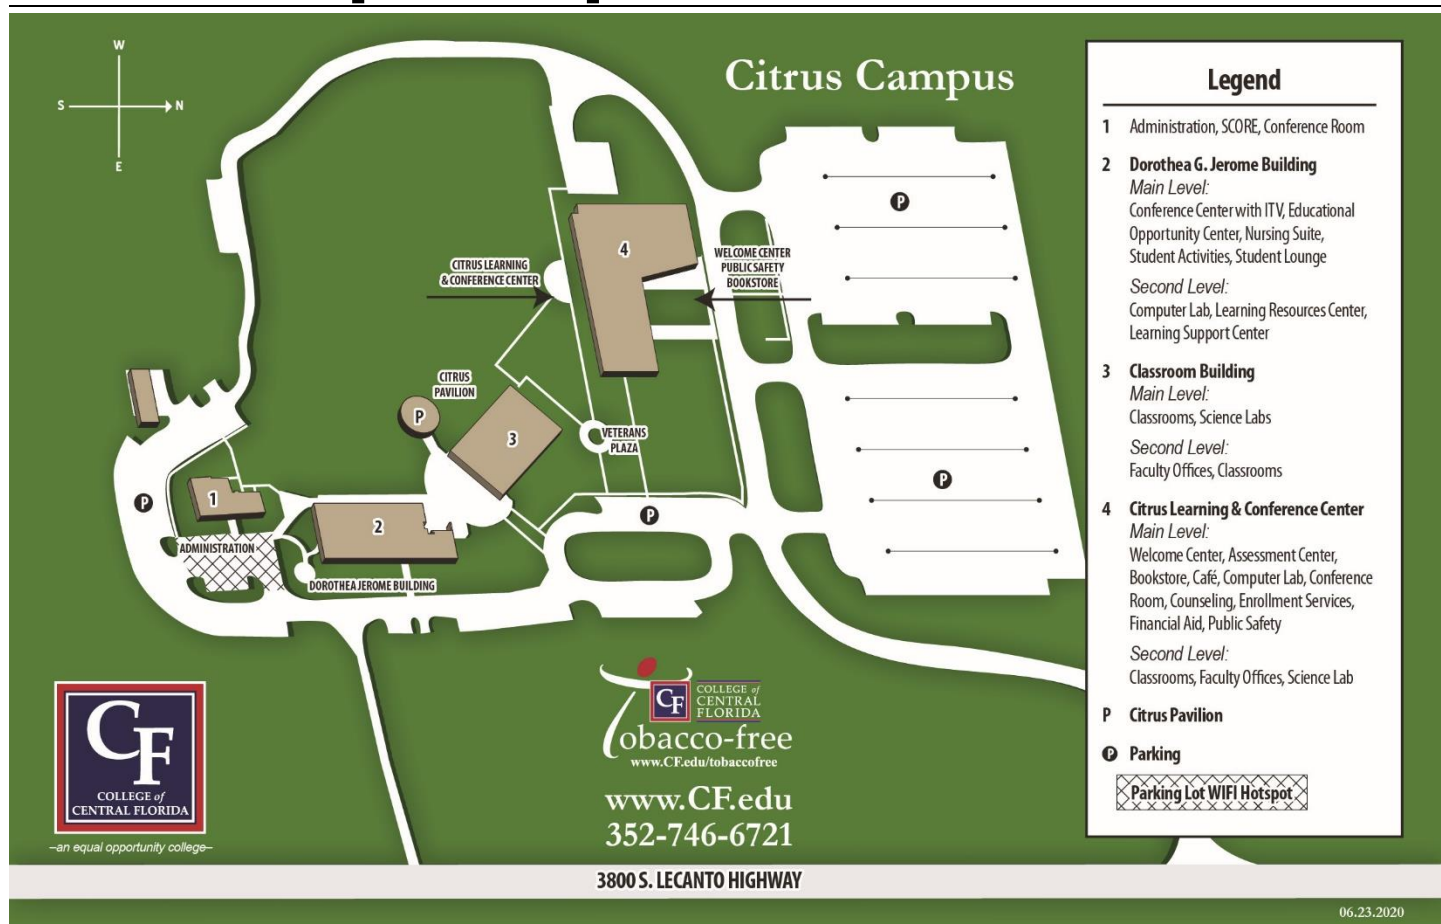 W
S
N
E
Citrus Campus
CITRUS LEARNING
& CONFERENCE CENTER
4
WELCOME CENTER
PUBLIC SAFETY
BOOKSTORE
P
CITRUS
PAVILION
P
3
VETERANS
PLAZA
P
P
1
P
2
P
ADMINISTRATION
DOROTHEA JEROME BUILDING
Legend
1 Administration, SCORE, Conference Room
2 Dorothea G. Jerome Building
Main Level:
Conference Center with ITV, Educational
Opportunity Center, Nursing Suite,
Student Activities, Student Lounge
Second Level:
Computer Lab, Learning Resources Center,
Learning Support Center
3 Classroom Building
Main Level:
Classrooms, Science Labs
Second Level:
Faculty Offices, Classrooms
4 Citrus Learning & Conference Center
Main Level:
Welcome Center, Assessment Center,
Bookstore, Café, Computer Lab, Conference
Room, Counseling, Enrollment Services,
Financial Aid, Public Safety
Second Level:
Classrooms, Faculty Offices, Science Lab
P Citrus Pavilion
P Parking
Parking Lot WIFI Hotspot
CF
COLLEGE of
CENTRAL FLORIDA
–an equal opportunity college–
CF
COLLEGE of
CENTRAL
FLORIDA
Tobacco-free
www.CF.edu/tobaccofree
www.CF.edu
352-746-6721
3800 S. LECANTO HIGHWAY
06.23.2020